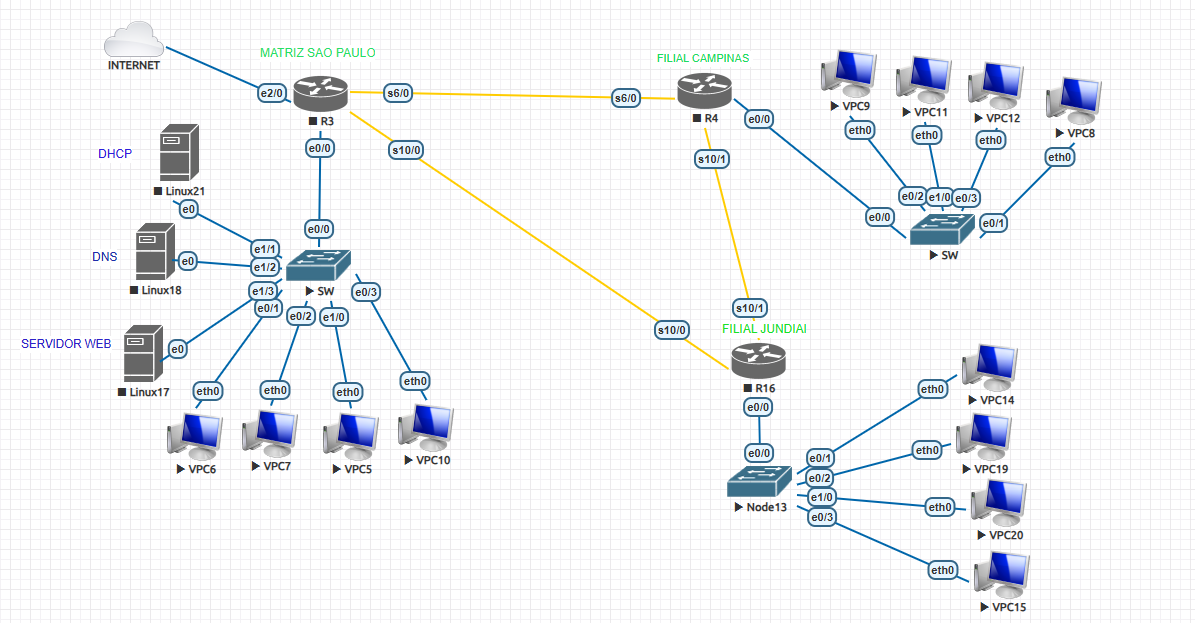 INTERNET
MATRIZ SAO PAULO
e2/0
s6/0
R3
e0/0
s10/0
FILIAL CAMPINAS
s6/0
R4
e0/0
s10/1
VPC9
VPC11
VPC12
VPC8
eth0
eth0
eth0
eth0
e0/2
e1/0
e0/3
e0/0
e0/1
SW
DHCP
Linux21
e0
DNS
Linux18
e0
SERVIDOR WEB
Linux17
e0
e0/0
e1/1
e1/2
e1/3
e0/1
e0/2
e1/0
e0/3
SW
eth0
eth0
eth0
eth0
VPC6
VPC7
VPC5
VPC10
s10/1
s10/0
FILIAL JUNDIAI
R16
e0/0
e0/0
e0/1
e0/2
e1/0
e0/3
Node13
eth0
VPC14
eth0
VPC19
eth0
VPC20
eth0
VPC15